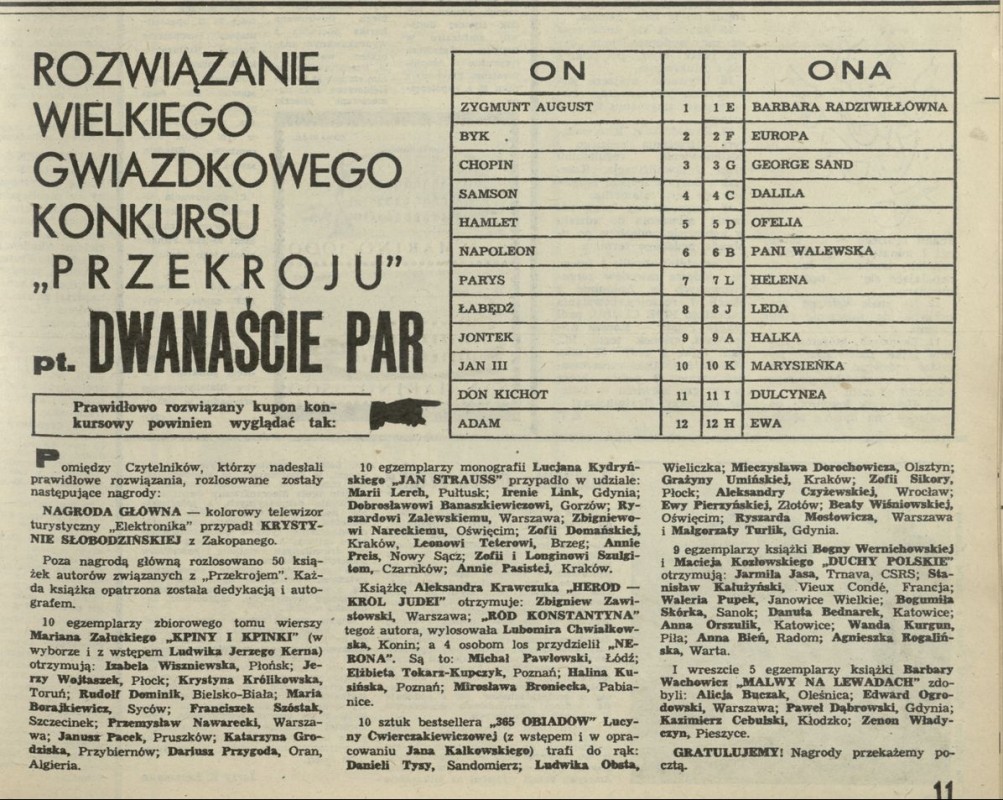 ROZWIĄZANIE
WIELKIEGO
GWIAZDKOWEGO
KONKURSU
„PRZEKROJU”
pt. DWANAŚCIE PAR
Prawidłowo rozwiązany kupon kon-
kursowy powinien wyglądać tak:
ON ONA
ZYGMUNT AUGUST 1 1 E BARBARA RADZIWIŁŁÓWNA
BYK 2 2 F EUROPA
CHOPIN 3 3 G GEORGE SAND
SAMSON 4 4 C DALILA
HAMLET 5 5 D OFELIA
NAPOLEON 6 6 B PANI WALEWSKA
PARYS 7 7 L HELENA
ŁABĘDŹ 8 8 J LEDA
JONTEK 9 9 A HALKA
JAN III 10 10 K MARYSIEŃKA
DON KICHOT 11 11 I DULCYNEA
ADAM 12 12 H EWA
Pomiędzy Czytelników, którzy nadesłali
prawidłowe rozwiązania, rozlosowane zostały
następujące nagrody:
NAGRODA GŁÓWNA — kolorowy telewizor
turystyczny „Elektronika” przypadł KRYSTY-
NIE SŁOBODZIŃSKIEJ z Zakopanego.
Poza nagrodą główną rozlosowano 50 ksią-
żek autorów związanych z „Przekrojem”. Każ-
da książka opatrzona została dedykacją i auto-
grafem.
10 egzemplarzy zbiorowego tomu wierszy
Mariana Załuckiego „KPINY I KPINKI” (w
wyborze i z wstępem Ludwika Jerzego Kerna)
otrzymują: Izabela Wiszniewska, Płońsk; Je-
rzy Wojtaszek, Płock; Krystyna Królikowska,
Toruń; Rudolf Dominik, Bielsko-Biała; Maria
Borajkiewicz, Syców; Franciszek Szóstak,
Szczecinek; Przemysław Nawarecki, Warsza-
wa; Janusz Pacek, Pruszków; Katarzyna Gro-
dziska, Przybiernów; Dariusz Przygoda, Oran,
Algieria.
10 egzemplarzy monografii Lucjana Kydryń-
skiego „JAN STRAUSS” przypadło w udziale:
Marii Lerch, Pułtusk; Irenie Link, Gdynia;
Dobrosławowi Banaszkiewiczowi, Gorzów; Ry-
szardowi Zalewskiemu, Warszawa; Zbigniewo-
wi Nareckiemu, Oświęcim; Zofii Domańskiej,
Kraków, Leonowi Teterowi, Brzeg; Annie
Preis, Nowy Sącz; Zofii i Longinowi Szulgi-
tom, Czarnków; Annie Pasistej, Kraków.
Książkę Aleksandra Krawczuka „HEROD —
KRÓL JUDEI” otrzymuje: Zbigniew Zawi-
stowski, Warszawa; „RÓD KONSTANTYNA”
tegoż autora, wylosowała Lubomira Chwiałkow-
ska, Konin; a 4 osobom los przydzielił „NE-
RONA”. Są to: Michał Pawłowski, Łódź;
Elżbieta Tokarz-Kupczyk, Poznań; Halina Ku-
sińska, Poznań; Mirosława Broniecka, Pabia-
nice.
10 sztuk bestsellera „365 OBIADÓW” Lucy-
ny Ćwierczakiewiczowej (z wstępem i w opra-
cowaniu Jana Kalkowskiego) trafi do rąk:
Danieli Tysy, Sandomierz; Ludwika Obsta,
Wieliczka; Mieczysława Dorochowicza, Olsztyn;
Grażyny Umińskiej, Kraków; Zofii Sikory,
Płock; Aleksandry Czyżewskiej, Wrocław;
Ewy Pierzyńskiej, Złotów; Beaty Wiśniowskiej,
Oświęcim; Ryszarda Mostowicza, Warszawa
i Małgorzaty Turlik, Gdynia.
9 egzemplarzy książki Bogny Wernichowskiej
i Macieja Kozłowskiego „DUCHY POLSKIE”
otrzymują: Jarmila Jasa, Trnava, CSRS; Sta-
nisław Kałużyński, Vieux Condé, Francja;
Waleria Pupek, Janowice Wielkie; Bogumiła
Skórka, Sanok; Danuta Bednarek, Katowice;
Anna Orszulik, Katowice; Wanda Kurgun,
Piła; Anna Bień, Radom; Agnieszka Rogaliń-
ska, Warta.
I wreszcie 5 egzemplarzy książki Barbary
Wachowicz „MALWY NA LEWADACH” zdo-
byli: Alicja Buczak, Oleśnica; Edward Ogro-
dowski, Warszawa; Paweł Dąbrowski, Gdynia;
Kazimierz Cebulski, Kłodzko; Zenon Włady-
czyn, Pieszyce.
GRATULUJEMY! Nagrody przekażemy po-
cztą.
11